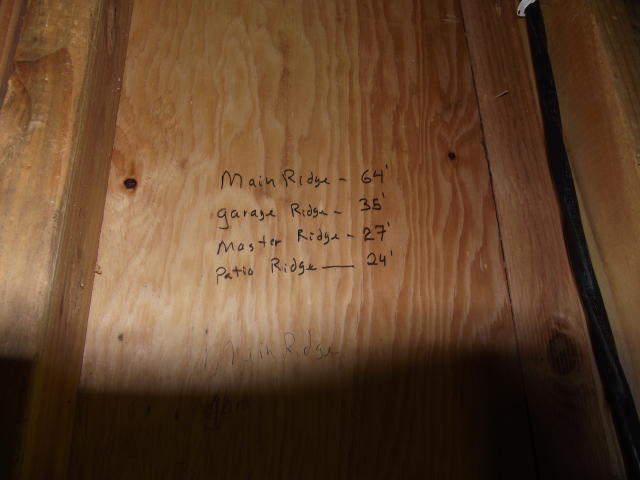 Main Ridge - 64'
garage Ridge - 35'
Master Ridge - 27'
Patio Ridge — 24'
Main Ridge